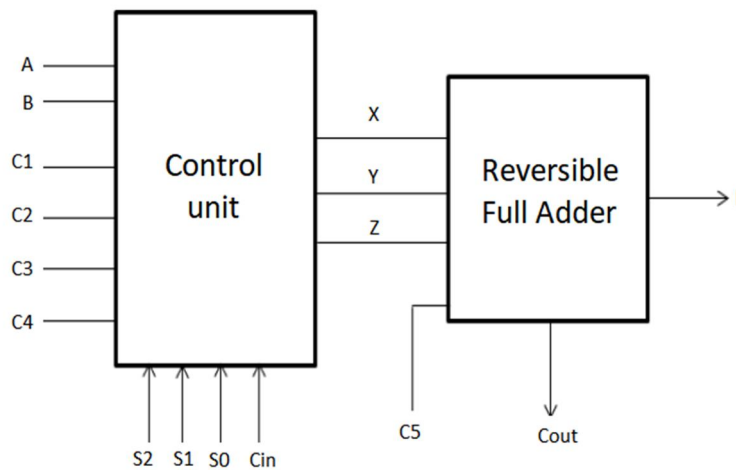 A
B
C1
C2
C3
C4
Control
unit
X
Y
Z
Reversible
Full Adder
S2
S1
S0
Cin
C5
Cout